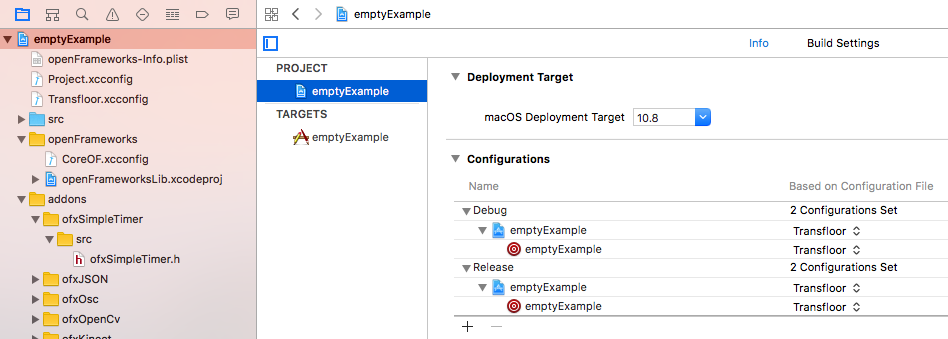 emptyExample
openFrameworks-Info.plist
Project.xcconfig
Transfloor.xcconfig
src
openFrameworks
CoreOF.xcconfig
openFrameworksLib.xcodeproj
addons
ofxSimpleTimer
src
h ofxSimpleTimer.h
ofxJSON
ofxOsc
ofxOpenCv
ofxKinect
emptyExample
Info Build Settings
PROJECT
emptyExample
TARGETS
emptyExample
Deployment Target
macOS Deployment Target 10.8
Configurations
Name Based on Configuration File
Debug 2 Configurations Set
emptyExample Transfloor
emptyExample Transfloor
Release 2 Configurations Set
emptyExample Transfloor
emptyExample Transfloor